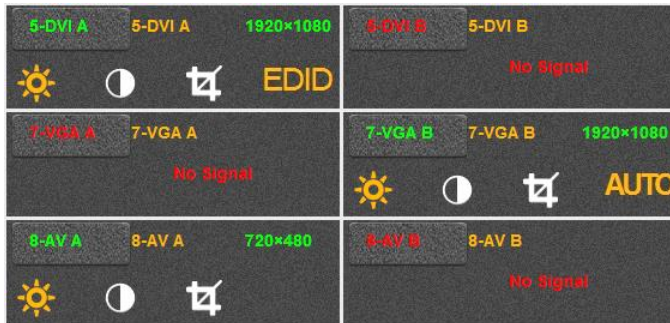 5-DVI A 5-DVI A 1920×1080
EDID
5-DVI B 5-DVI B
No Signal
7-VGA A 7-VGA A
No Signal
7-VGA B 7-VGA B 1920×1080
AUTO
8-AV A 8-AV A 720×480
8-AV B 8-AV B
No Signal